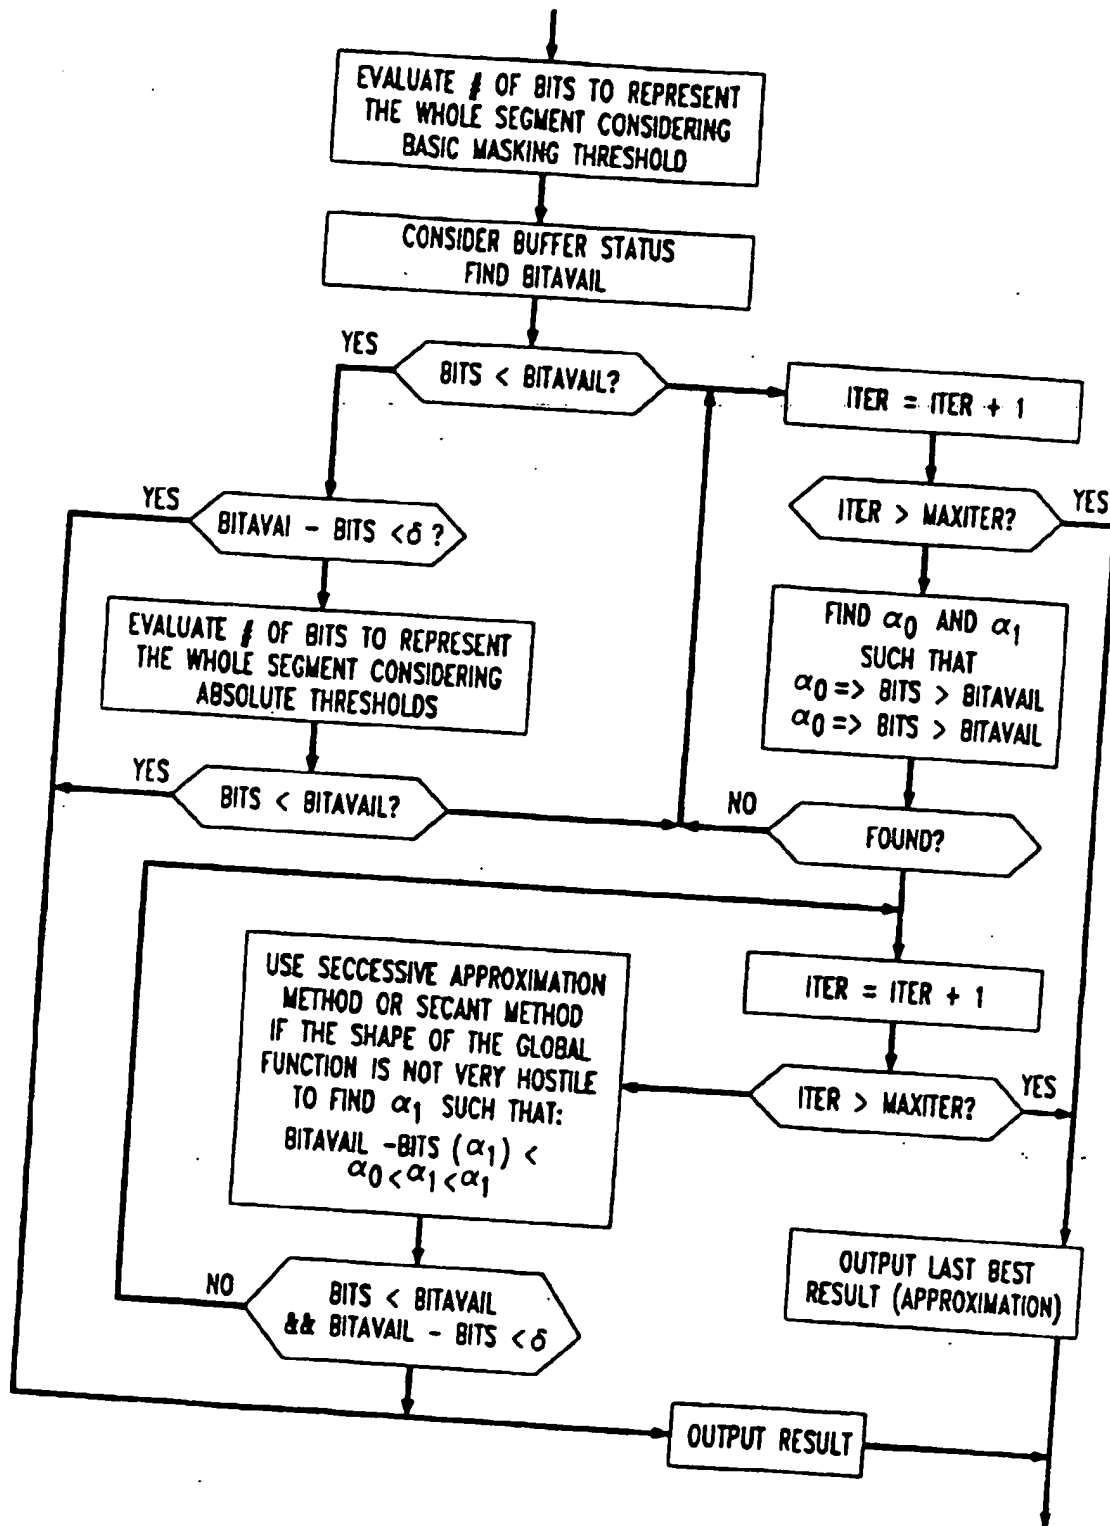 EVALUATE # OF BITS TO REPRESENT
THE WHOLE SEGMENT CONSIDERING
BASIC MASKING THRESHOLD
CONSIDER BUFFER STATUS
FIND BITAVAIL
YES
BITS < BITAVAIL?
ITER = ITER + 1
YES
BITAVAI - BITS < δ ?
ITER > MAXITER?
YES
EVALUATE # OF BITS TO REPRESENT
THE WHOLE SEGMENT CONSIDERING
ABSOLUTE THRESHOLDS
FIND α0 AND α1
SUCH THAT
α0 => BITS > BITAVAIL
α0 => BITS > BITAVAIL
YES
BITS < BITAVAIL?
NO
FOUND?
USE SECCESSIVE APPROXIMATION
METHOD OR SECANT METHOD
IF THE SHAPE OF THE GLOBAL
FUNCTION IS NOT VERY HOSTILE
TO FIND α1 SUCH THAT:
BITAVAIL -BITS (α1) <
α0<α1<α1
ITER = ITER + 1
ITER > MAXITER?
YES
NO
BITS < BITAVAIL
&& BITAVAIL - BITS < δ
OUTPUT LAST BEST
RESULT (APPROXIMATION)
OUTPUT RESULT